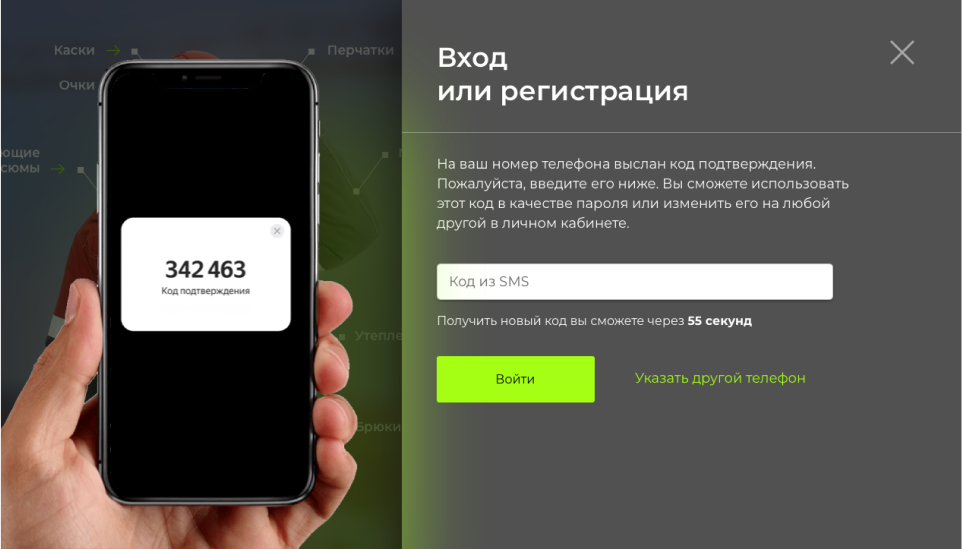 Каски
Перчатки
Очки
ющие
сюмы
342 463
Код подтверждения
Утепле
Брюки
Вход
или регистрация
На ваш номер телефона выслан код подтверждения.
Пожалуйста, введите его ниже. Вы сможете использовать
этот код в качестве пароля или изменить его на любой
другой в личном кабинете.
Код из SMS
Получить новый код вы сможете через 55 секунд
Войти
Указать другой телефон